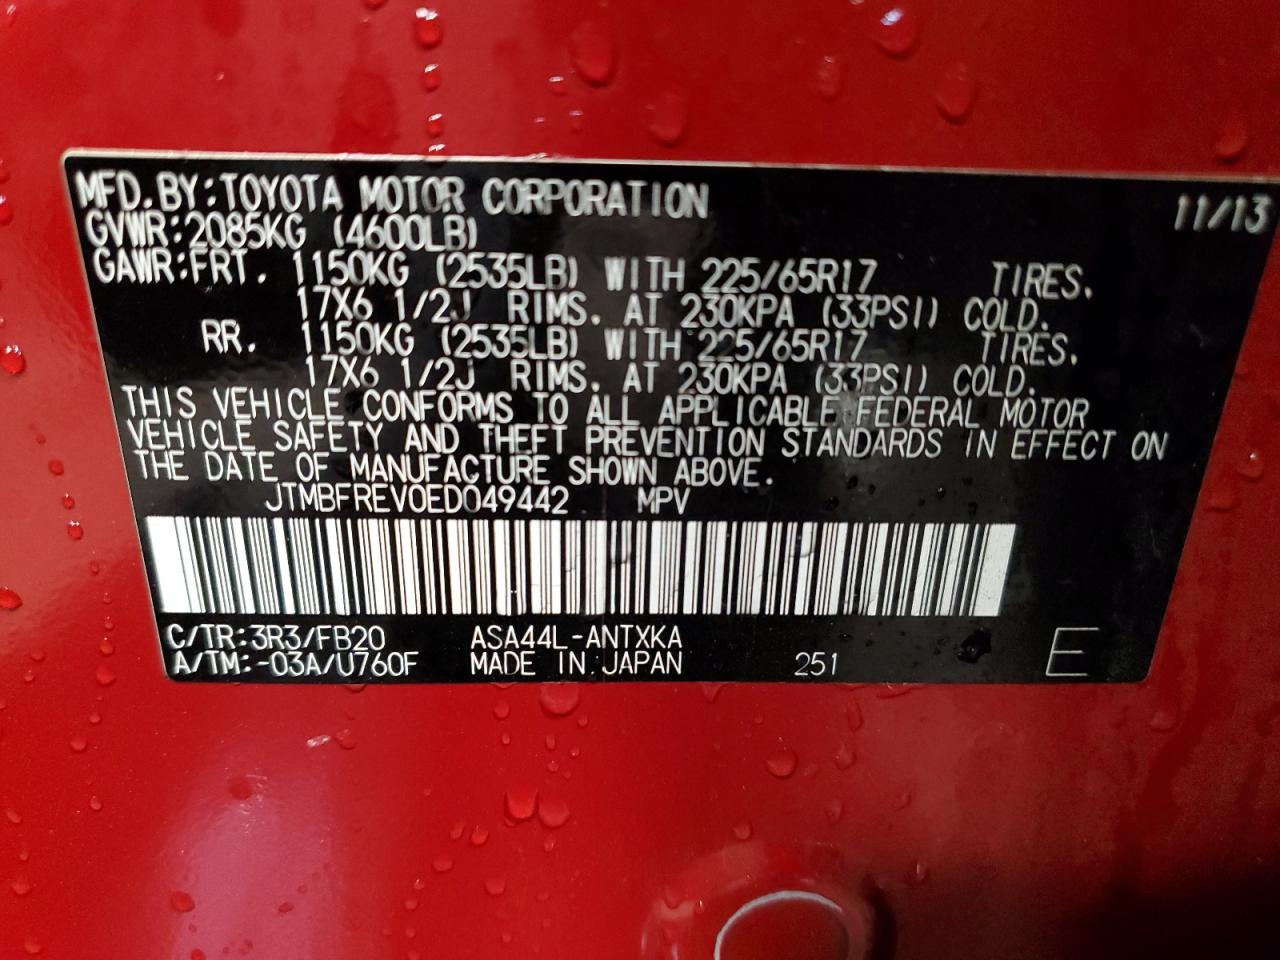 MFD. BY: TOYOTA MOTOR CORPORATION 11/13
GVWR: 2085KG (4600LB)
GAWR: FRT. 1150KG (2535LB) WITH 225/65R17 TIRES.
17X6 1/2J RIMS. AT 230KPA (33PSI) COLD.
RR. 1150KG (2535LB) WITH 225/65R17 TIRES.
17X6 1/2J RIMS. AT 230KPA (33PSI) COLD.
THIS VEHICLE CONFORMS TO ALL APPLICABLE FEDERAL MOTOR
VEHICLE SAFETY AND THEFT PREVENTION STANDARDS IN EFFECT ON
THE DATE OF MANUFACTURE SHOWN ABOVE.
JTMBFREV0ED049442 MPV
C/TR: 3R3/FB20 ASA44L-ANTXKA
A/TM: -03A/U760F MADE IN JAPAN 251 E